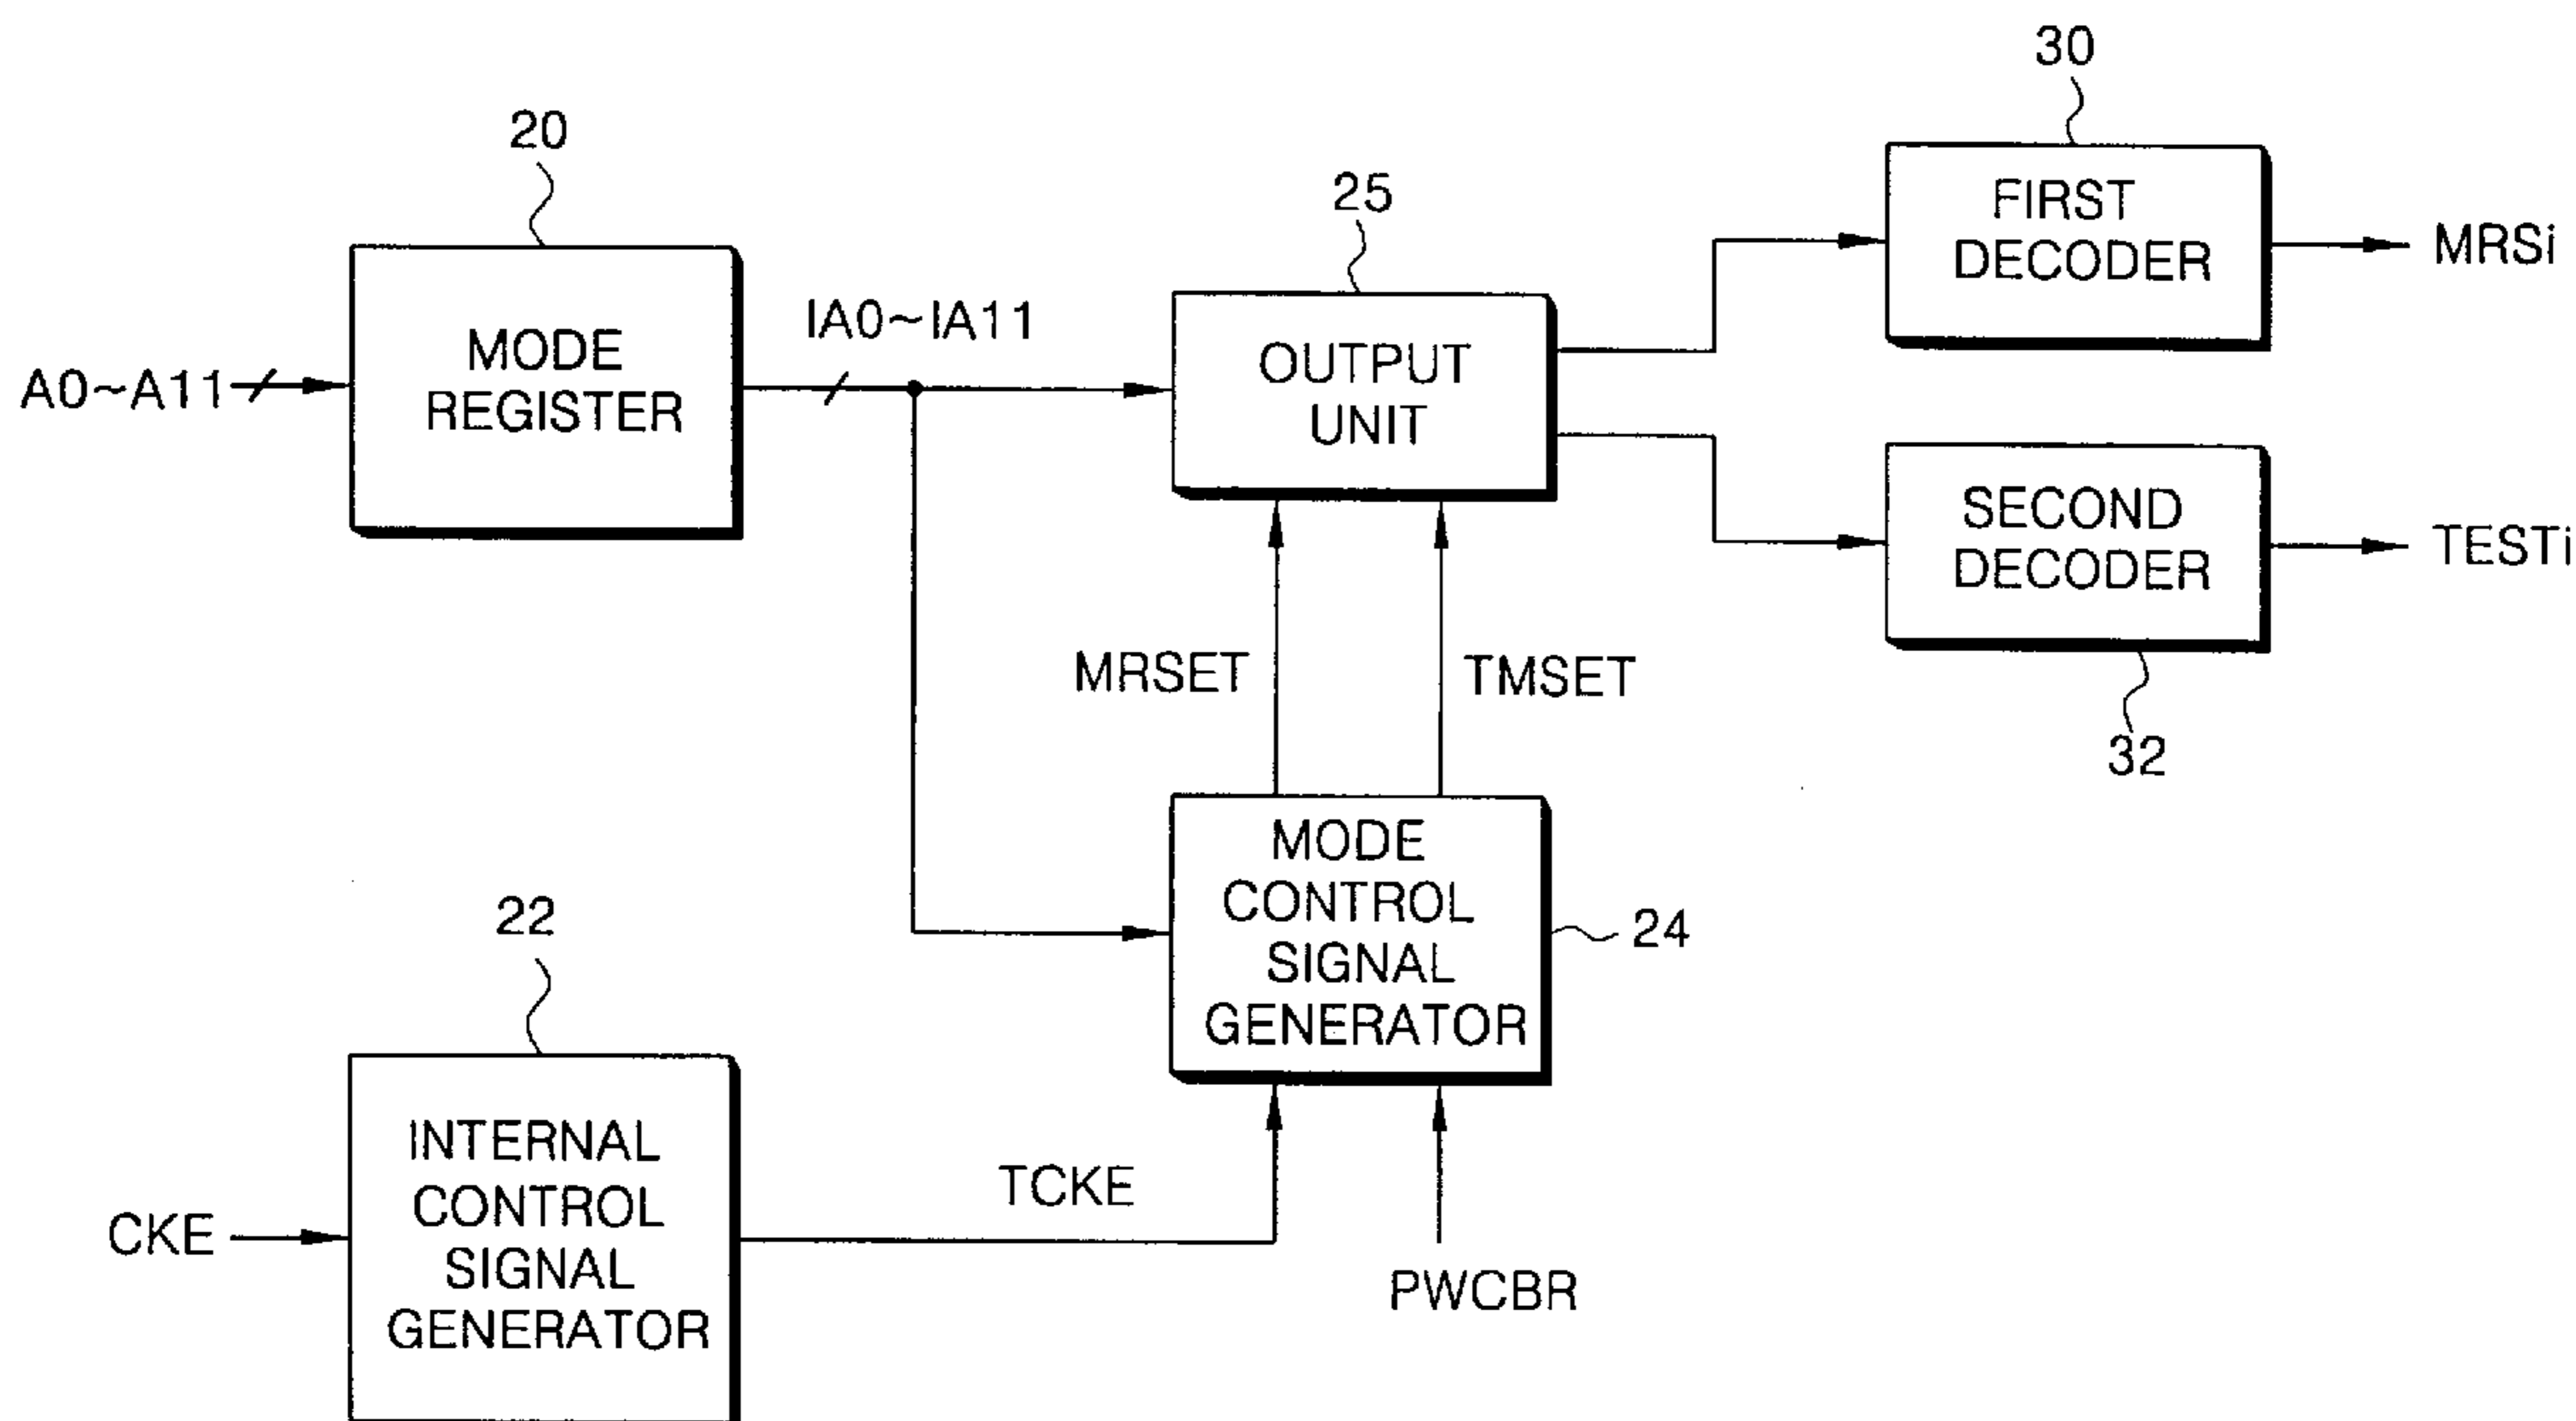 30
20
FIRST
DECODER
MRSi
25
IA0~IA11
MODE
REGISTER
A0~A11
OUTPUT
UNIT
SECOND
DECODER
TESTi
32
MRSET
TMSET
MODE
CONTROL
SIGNAL
GENERATOR
24
22
INTERNAL
CONTROL
SIGNAL
GENERATOR
CKE
TCKE
PWCBR